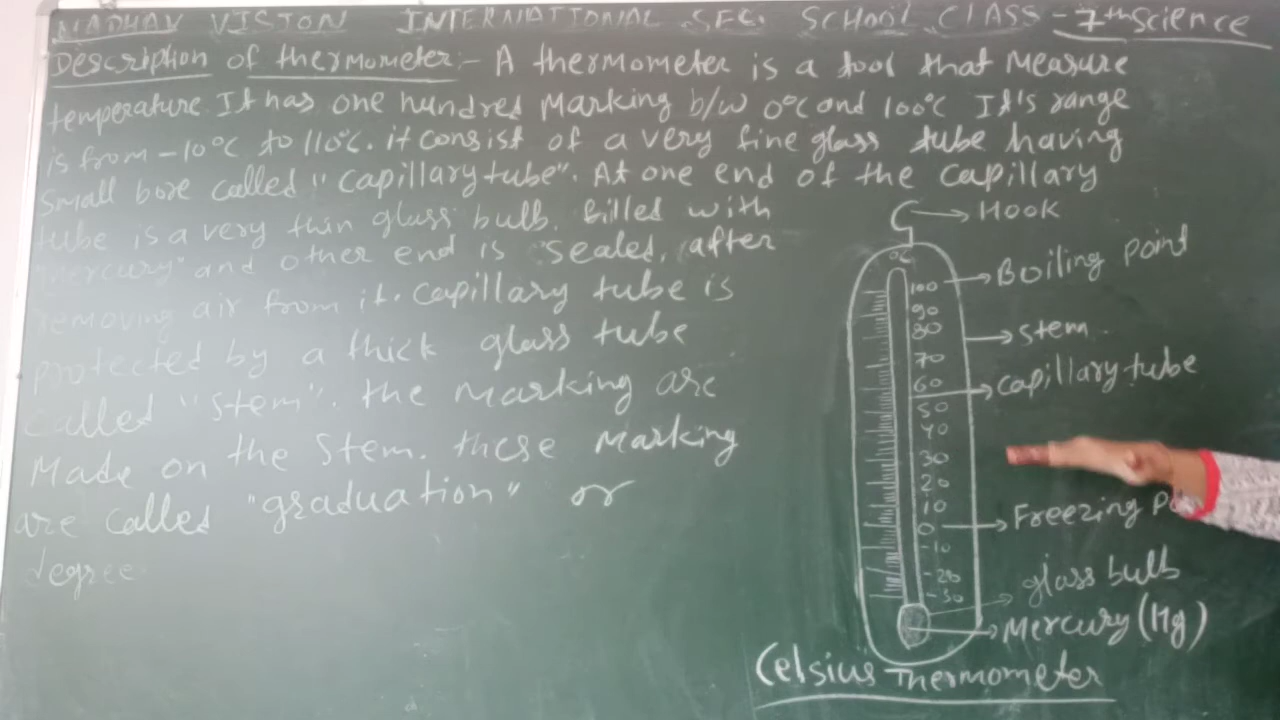 MADHAV VISION INTERNATIONAL SEC. SCHOOL CLASS - 7th Science
Description of thermometer:- A thermometer is a tool that Measure
temperature. It has one hundred Marking b/w 0°C and 100°C It's range
is from -10°C to 110°C. it consist of a very fine glass tube having
Small bore called "capillary tube". At one end of the capillary
tube is a very thin glass bulb. filled with
"Mercury" and other end is sealed, after
removing air from it. Capillary tube is
protected by a thick glass tube
called "stem". the marking are
Made on the stem. these marking
are called "graduation" or
degree
Hook
°C
100
Boiling point
90
80
stem
70
60
capillary tube
50
40
30
20
10
0
Freezing
-10
-20
-30
glass bulb
Mercury (Hg)
Celsius Thermometer